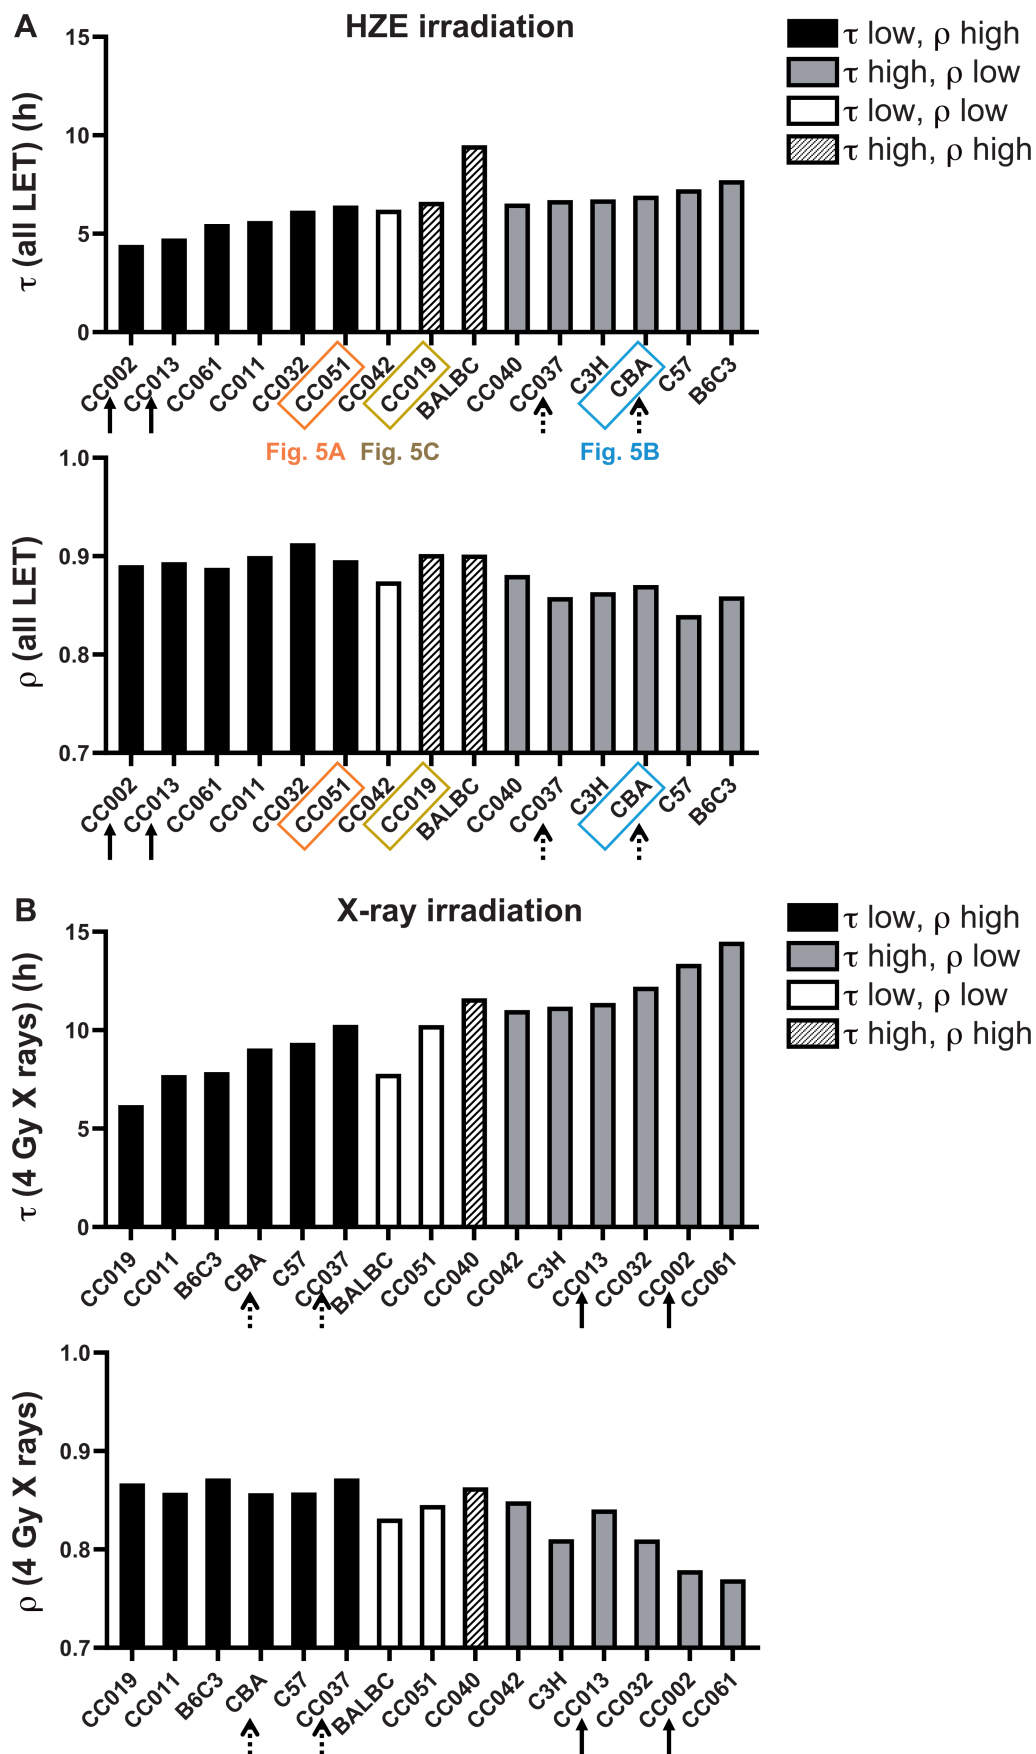 A
HZE irradiation
τ low, ρ high
τ high, ρ low
τ low, ρ low
τ high, ρ high
τ (all LET) (h)
15
10
5
0
CC002 CC013 CC061 CC011 CC032 CC051 CC042 CC019 BALBC CC040 CC037 C3H CBA C57 B6C3
Fig. 5A Fig. 5C Fig. 5B
ρ (all LET)
1.0
0.9
0.8
0.7
CC002 CC013 CC061 CC011 CC032 CC051 CC042 CC019 BALBC CC040 CC037 C3H CBA C57 B6C3
B
X-ray irradiation
τ low, ρ high
τ high, ρ low
τ low, ρ low
τ high, ρ high
τ (4 Gy X rays) (h)
15
10
5
0
CC019 CC011 B6C3 CBA C57 CC037 BALBC CC051 CC040 CC042 C3H CC013 CC032 CC002 CC061
ρ (4 Gy X rays)
1.0
0.9
0.8
0.7
CC019 CC011 B6C3 CBA C57 CC037 BALBC CC051 CC040 CC042 C3H CC013 CC032 CC002 CC061